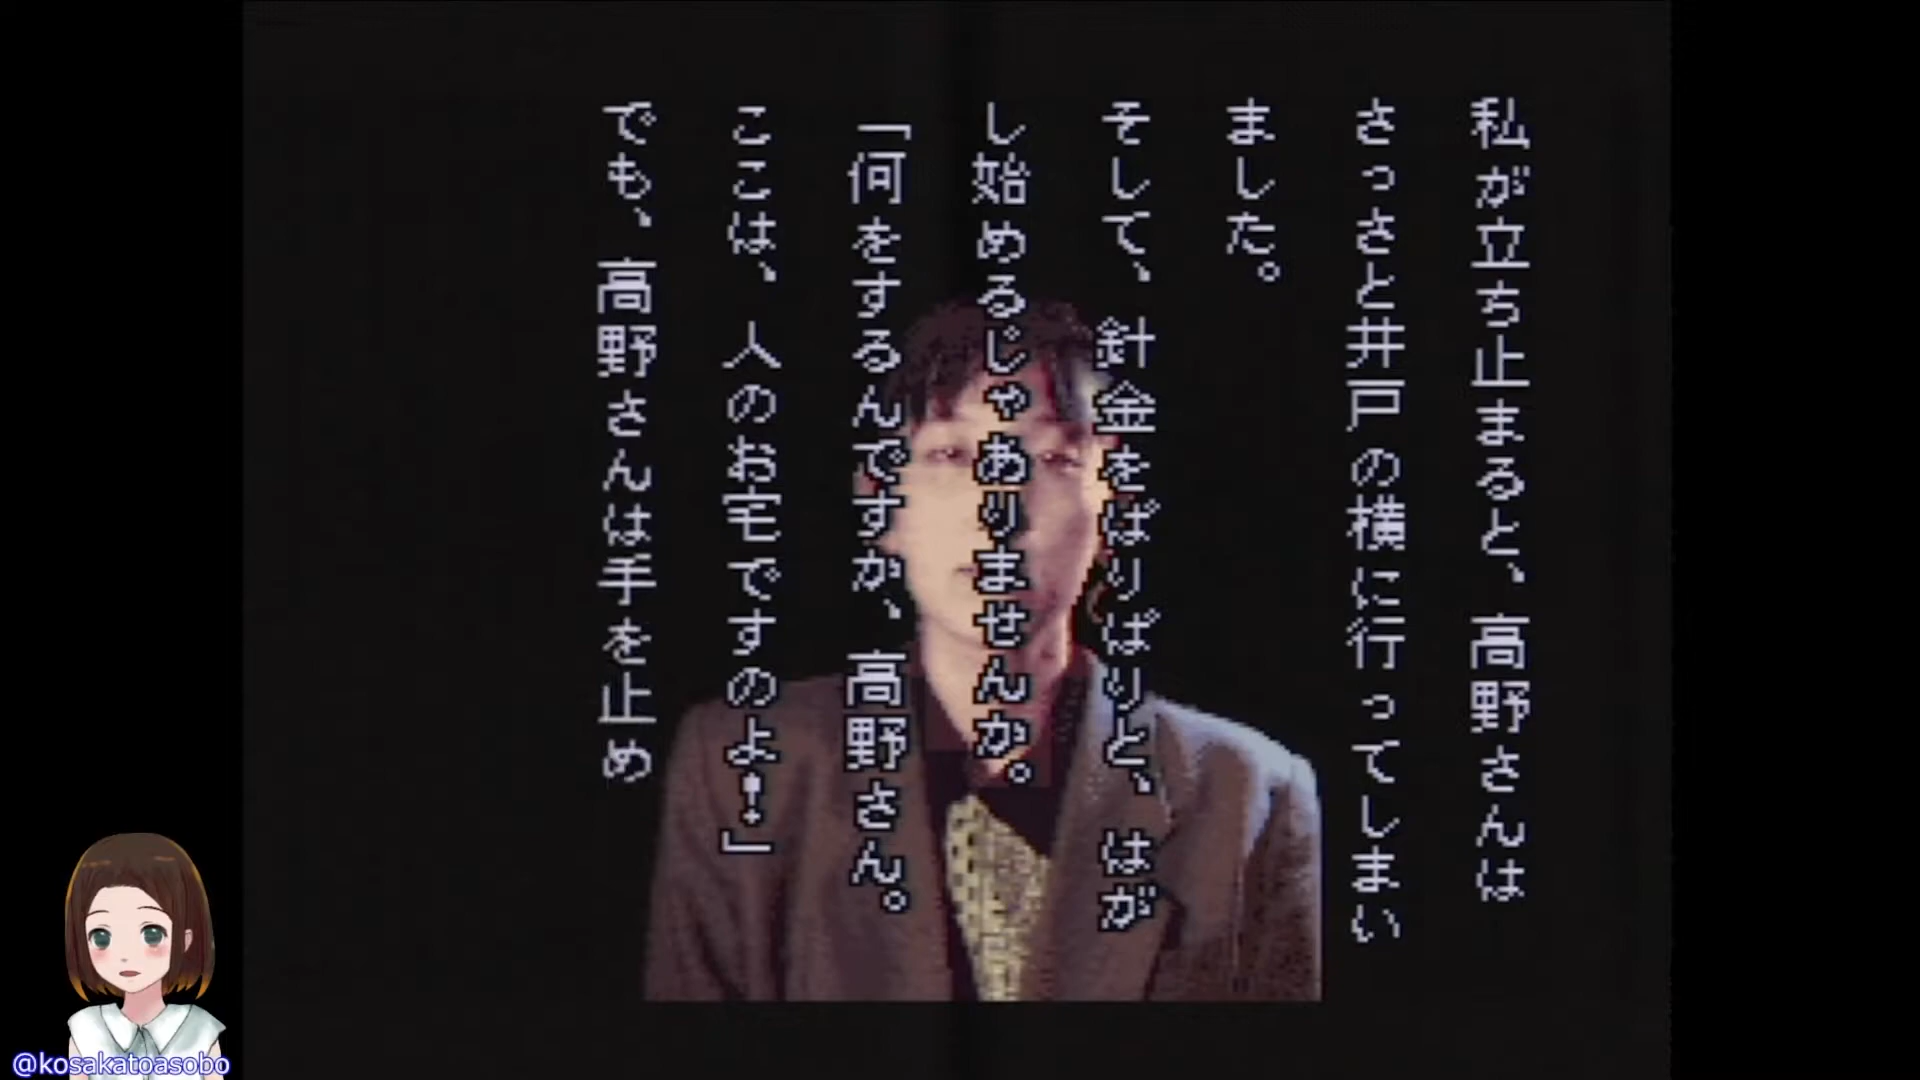 私が立ち止まると、高野さんは
さっさと井戸の横に行ってしまい
ました。
そして、針金をばりばりと、はが
し始めるじゃありませんか。
「何をするんですか、高野さん。
ここは、人のお宅ですのよ！」
でも、高野さんは手を止め
@kosakatoasobo